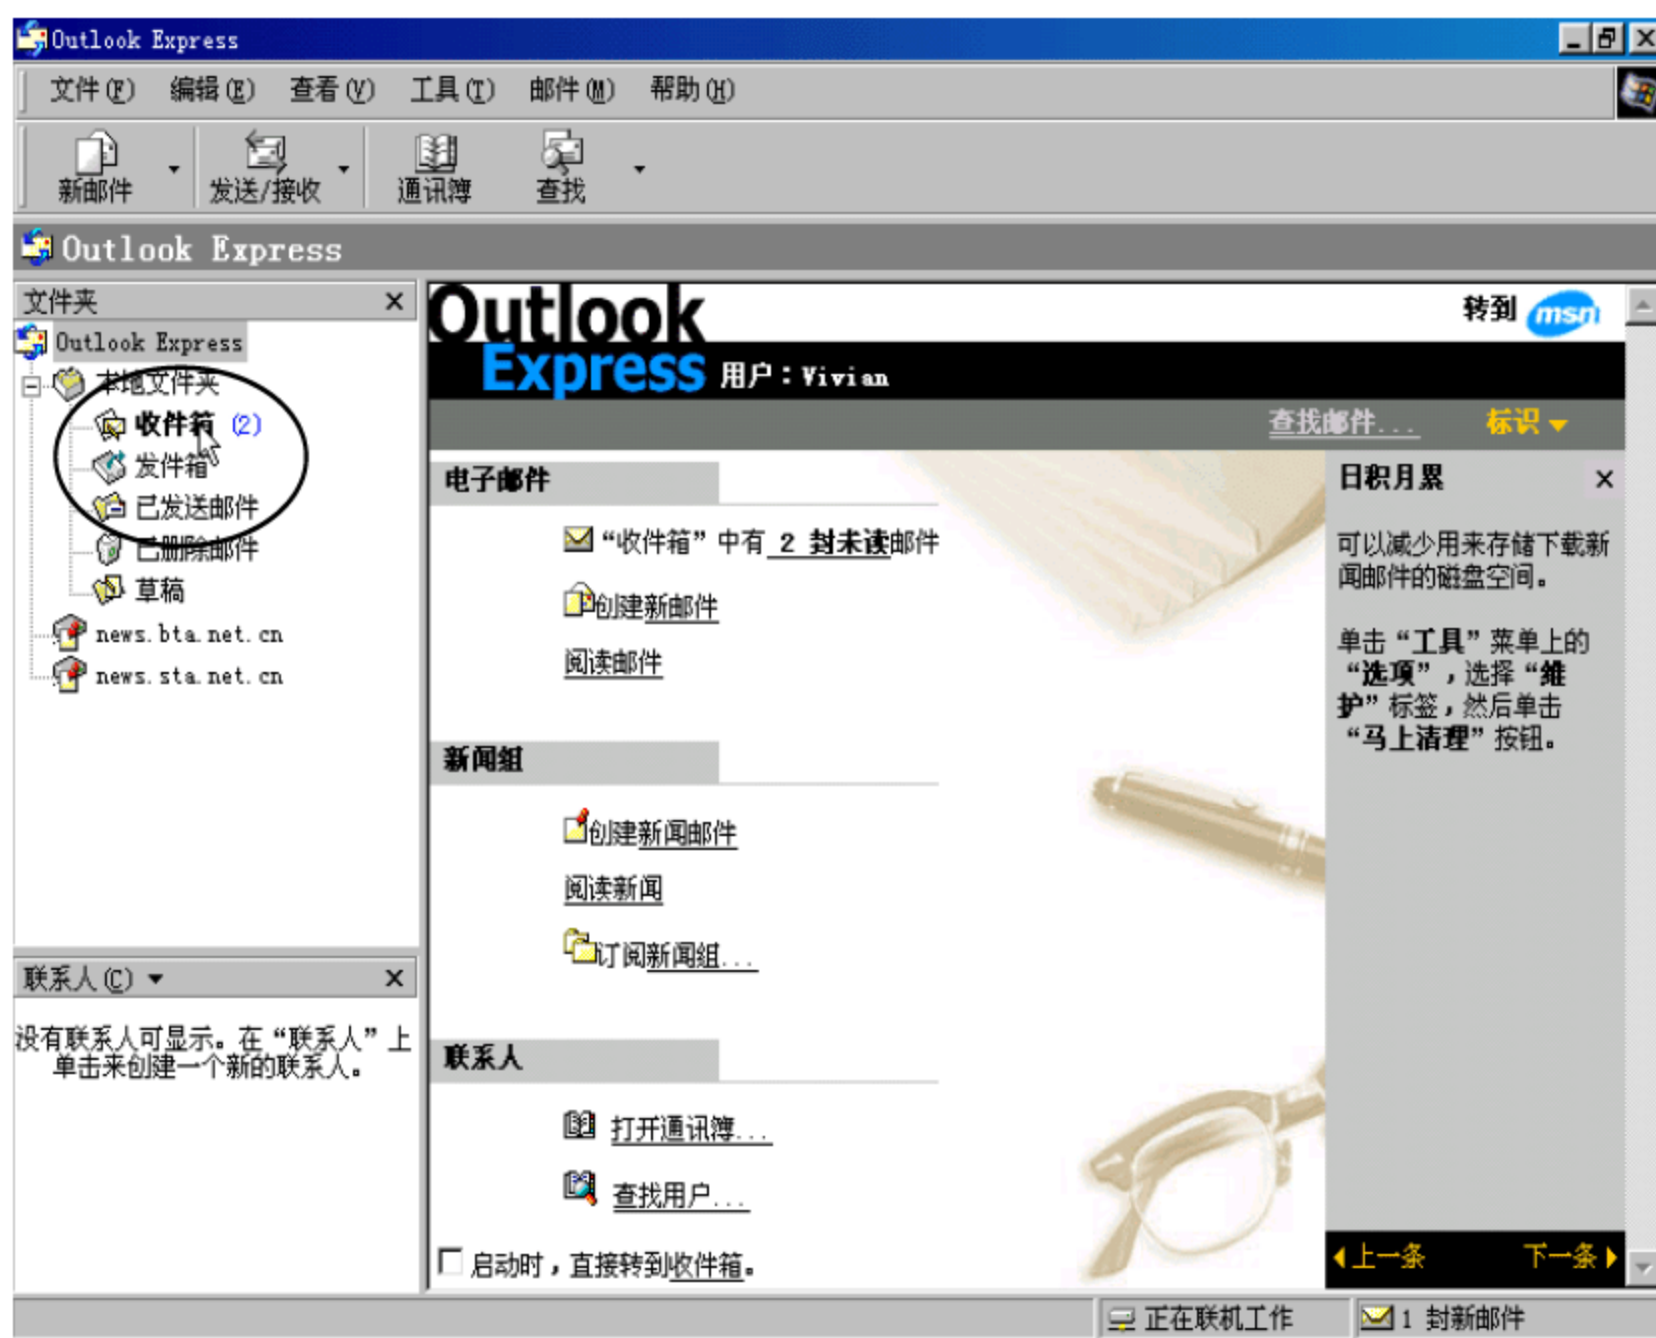 Outlook Express
文件(F) 编辑(E) 查看(V) 工具(T) 邮件(M) 帮助(H)
新邮件 发送/接收 通讯簿 查找
Outlook Express
文件夹
Outlook Express
本地文件夹
收件箱 (2)
发件箱
已发送邮件
已删除邮件
草稿
news.bta.net.cn
news.sta.net.cn
联系人(C)
没有联系人可显示。在“联系人”上
单击来创建一个新的联系人。
Outlook
Express 用户：Vivian
转到 msn
查找邮件... 标识
电子邮件
“收件箱”中有 2 封未读邮件
创建新邮件
阅读邮件
新闻组
创建新闻邮件
阅读新闻
订阅新闻组...
联系人
打开通讯簿...
查找用户...
启动时，直接转到收件箱。
日积月累
可以减少用来存储下载新
闻邮件的磁盘空间。
单击“工具”菜单上的
“选项”，选择“维
护”标签，然后单击
“马上清理”按钮。
上一条 下一条
正在联机工作 1 封新邮件